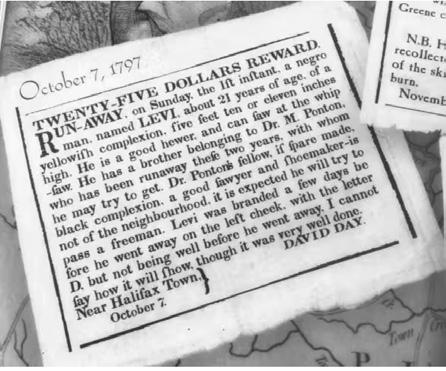 October 7, 1797
TWENTY-FIVE DOLLARS REWARD.
RUN-AWAY, on Sunday, the lſt inſtant, a negro
man, named LEVI, about 21 years of age, of a
yellowiſh complexion, five feet ten or eleven inches
high. He is a good hewer, and can ſaw at the whip
-ſaw. He has a brother belonging to Dr. M. Ponton,
who has been runaway theſe two years, with whom
he may try to get. Dr. Ponton's fellow, iſ ſpare made,
black complexion, a good ſawyer and ſhoemaker-is
not of the neighbourhood, it is expected he will try to
pass a freeman. Levi was branded a few days be
fore he went away on the left cheek, with the letter
D, but not being well before he went away, I cannot
ſay how it will ſhow, though it was very well done.
DAVID DAY.
Near Halifax Town,}
October 7.
Greene c
N.B. H
recollecte
of the sk
burn.
Novem
Town
Cr
P